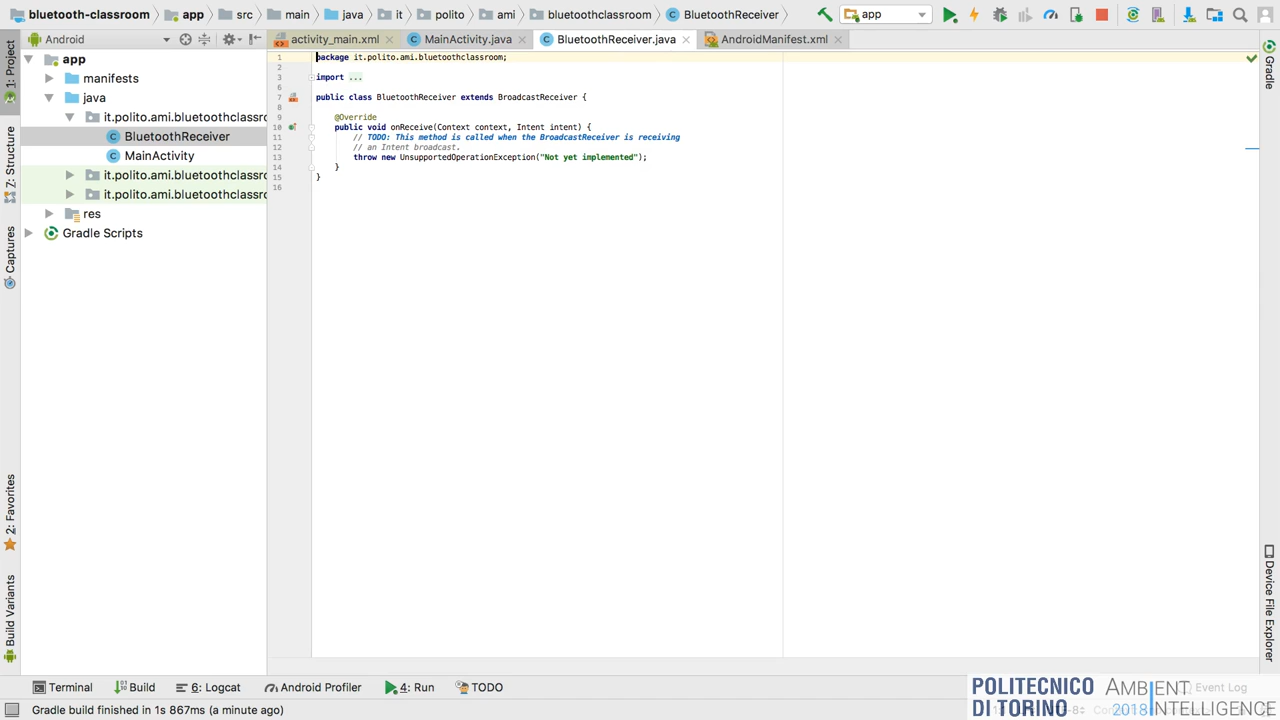 bluetooth-classroom app src main java it polito ami bluetoothclassroom BluetoothReceiver app
Android activity_main.xml MainActivity.java BluetoothReceiver.java AndroidManifest.xml
1: Project
Z: Structure
Captures
2: Favorites
Build Variants
app
manifests
java
it.polito.ami.bluetoothclassro
BluetoothReceiver
MainActivity
it.polito.ami.bluetoothclassro
it.polito.ami.bluetoothclassro
res
Gradle Scripts
1 package it.polito.ami.bluetoothclassroom;
2
3 import ...
6
7 public class BluetoothReceiver extends BroadcastReceiver {
8
9 @Override
10 public void onReceive(Context context, Intent intent) {
11 // TODO: This method is called when the BroadcastReceiver is receiving
12 // an Intent broadcast.
13 throw new UnsupportedOperationException("Not yet implemented");
14 }
15 }
16
Gradle
Device File Explorer
Terminal Build 6: Logcat Android Profiler 4: Run TODO Event Log
Gradle build finished in 1s 867ms (a minute ago)
POLITECNICO
DI TORINO
AMBIENT
2018 INTELLIGENCE